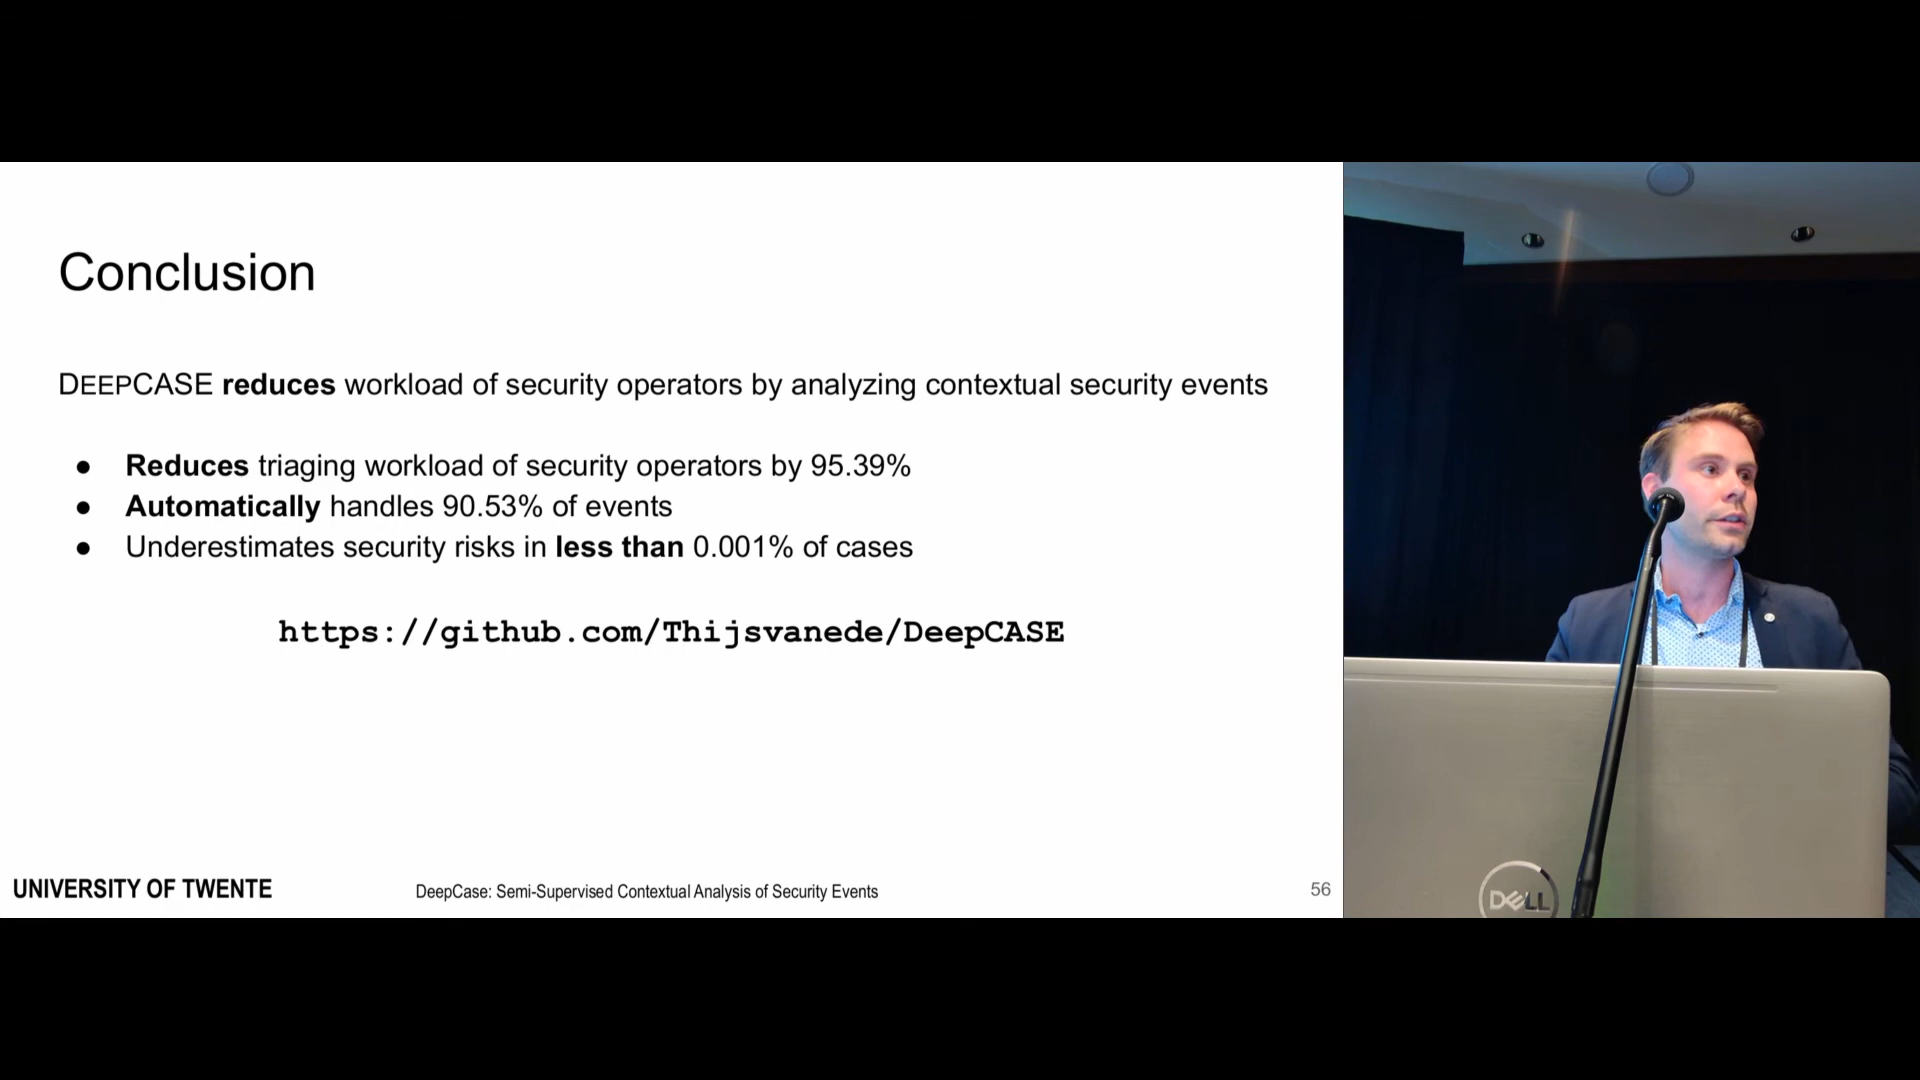 Conclusion
DEEPCASE reduces workload of security operators by analyzing contextual security events
● Reduces triaging workload of security operators by 95.39%
● Automatically handles 90.53% of events
● Underestimates security risks in less than 0.001% of cases
https://github.com/Thijsvanede/DeepCASE
UNIVERSITY OF TWENTE
DeepCase: Semi-Supervised Contextual Analysis of Security Events
56
DELL